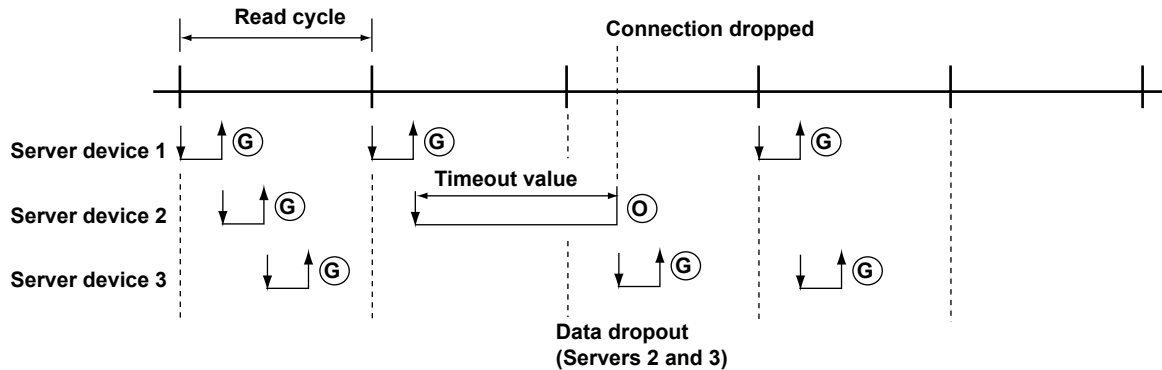 Read cycle
Connection dropped
Server device 1
G
G
G
Timeout value
Server device 2
G
O
Server device 3
G
G
G
Data dropout
(Servers 2 and 3)